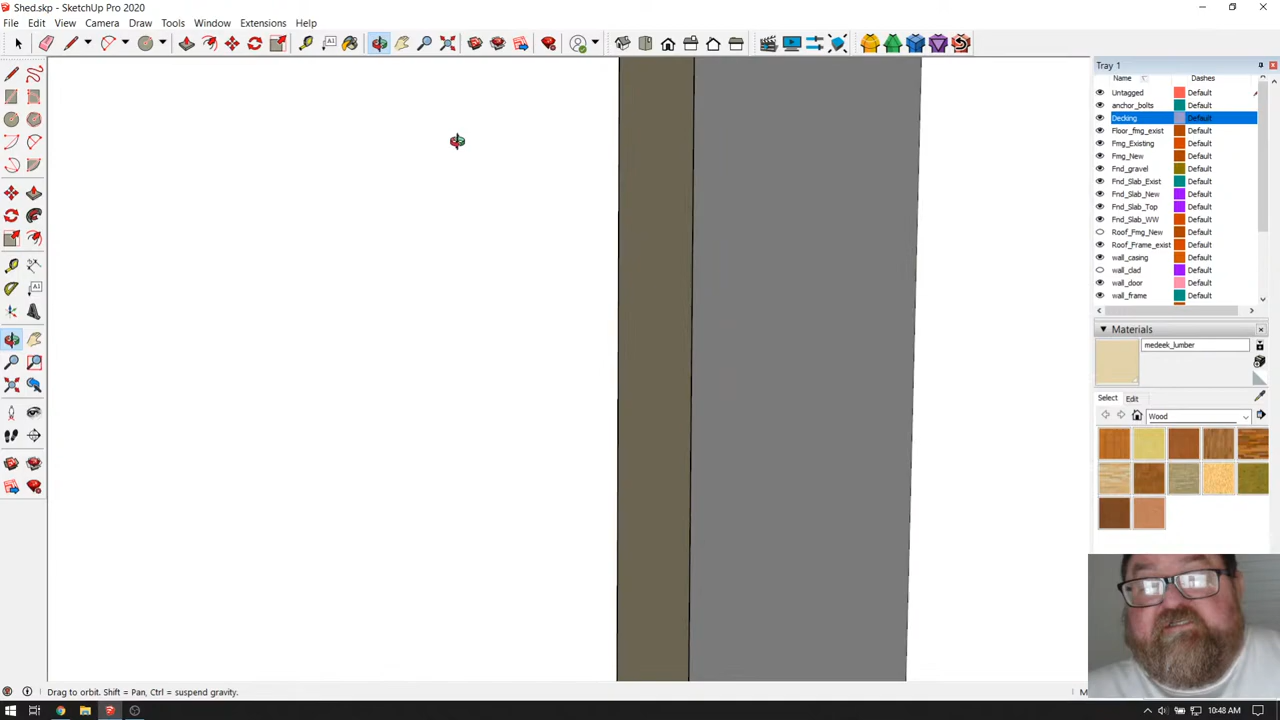 Shed.skp - SketchUp Pro 2020
File Edit View Camera Draw Tools Window Extensions Help
Tray 1
Name Dashes
Untagged Default
anchor_bolts Default
Decking Default
Floor_fmg_exist Default
Fmg_Existing Default
Fmg_New Default
Fnd_gravel Default
Fnd_Slab_Exist Default
Fnd_Slab_New Default
Fnd_Slab_Top Default
Fnd_Slab_WW Default
Roof_Fmg_New Default
Roof_Frame_exist Default
wall_casing Default
wall_clad Default
wall_door Default
wall_frame Default
Materials
medeek_lumber
Select Edit
Wood
Drag to orbit. Shift = Pan, Ctrl = suspend gravity.
M
10:48 AM